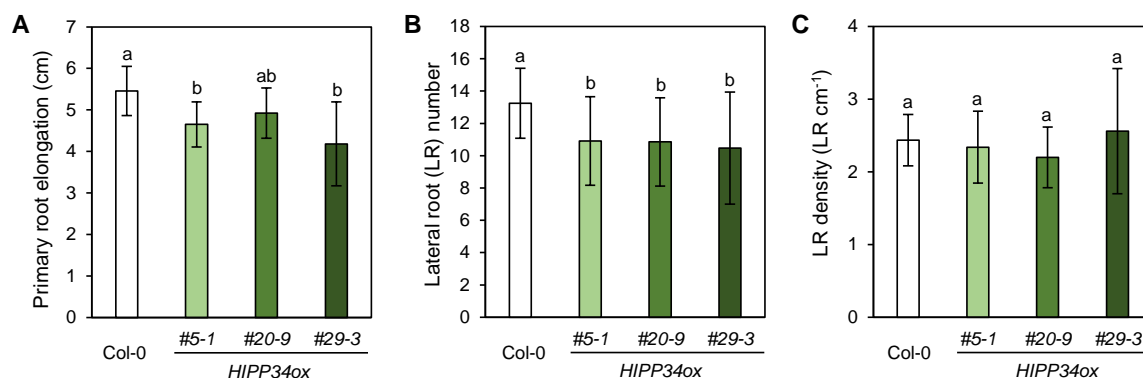 A
Primary root elongation (cm)
7
6
5
4
3
2
1
0
a
b
ab
b
Col-0
#5-1 #20-9 #29-3
HIPP34ox
B
Lateral root (LR) number
18
16
14
12
10
8
6
4
2
0
a
b
b
b
Col-0
#5-1 #20-9 #29-3
HIPP34ox
C
LR density (LR cm⁻¹)
4
3
2
1
0
a
a
a
a
Col-0
#5-1 #20-9 #29-3
HIPP34ox